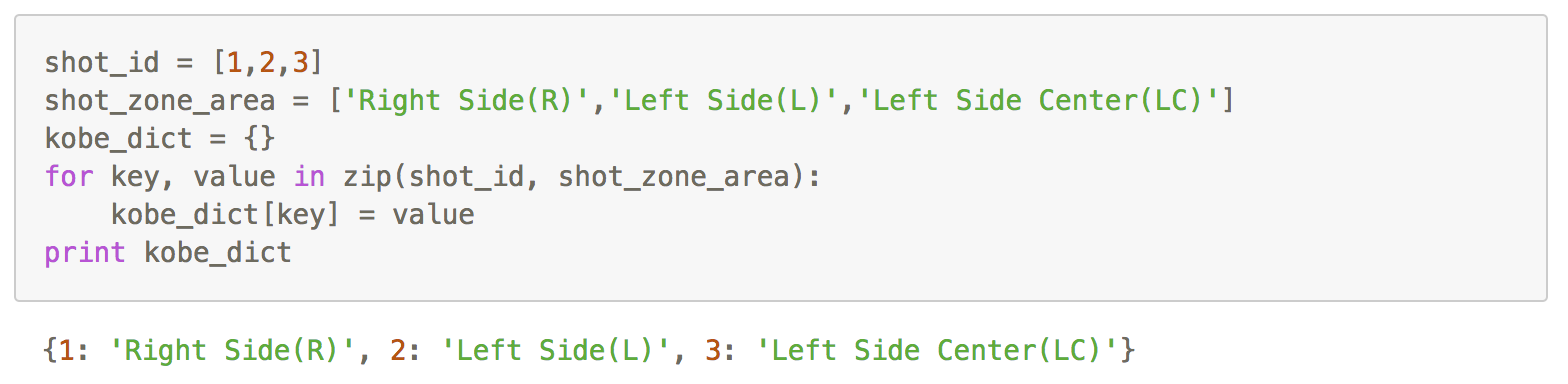 shot_id = [1,2,3]
shot_zone_area = ['Right Side(R)','Left Side(L)','Left Side Center(LC)']
kobe_dict = {}
for key, value in zip(shot_id, shot_zone_area):
    kobe_dict[key] = value
print kobe_dict
{1: 'Right Side(R)', 2: 'Left Side(L)', 3: 'Left Side Center(LC)'}